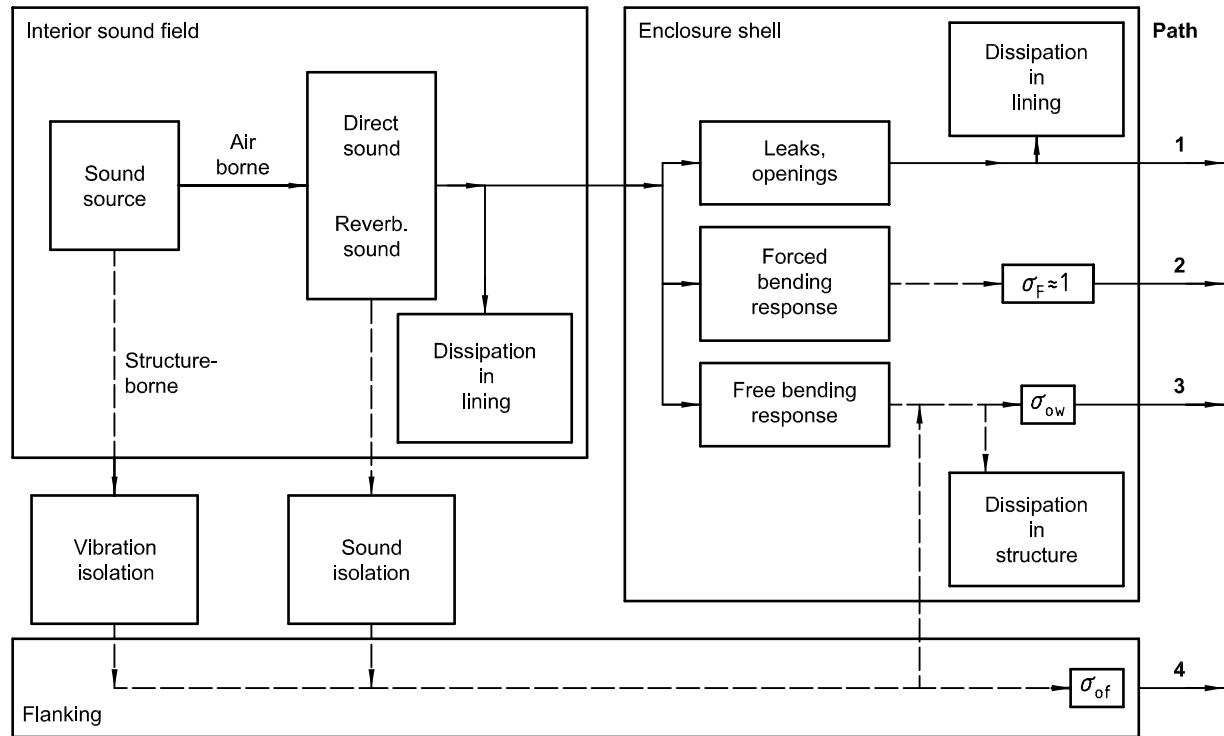 Interior sound field
Sound
source
Air
borne
Direct
sound
Reverb.
sound
Structure-
borne
Dissipation
in
lining
Vibration
isolation
Sound
isolation
Enclosure shell
Dissipation
in
lining
Leaks,
openings
Forced
bending
response
σF≈1
Free bending
response
σow
Dissipation
in
structure
Path
1
2
3
4
Flanking
σof